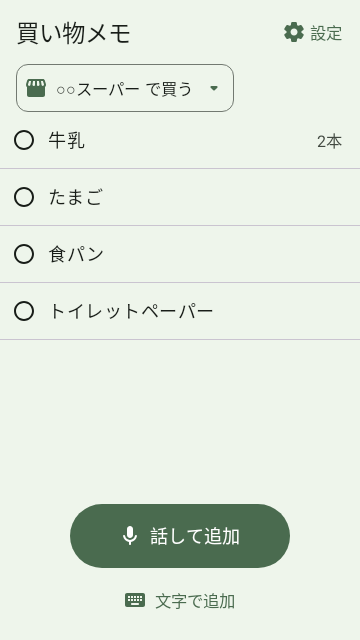 買い物メモ
設定
○○スーパー で買う
牛乳 2本
たまご
食パン
トイレットペーパー
話して追加
文字で追加